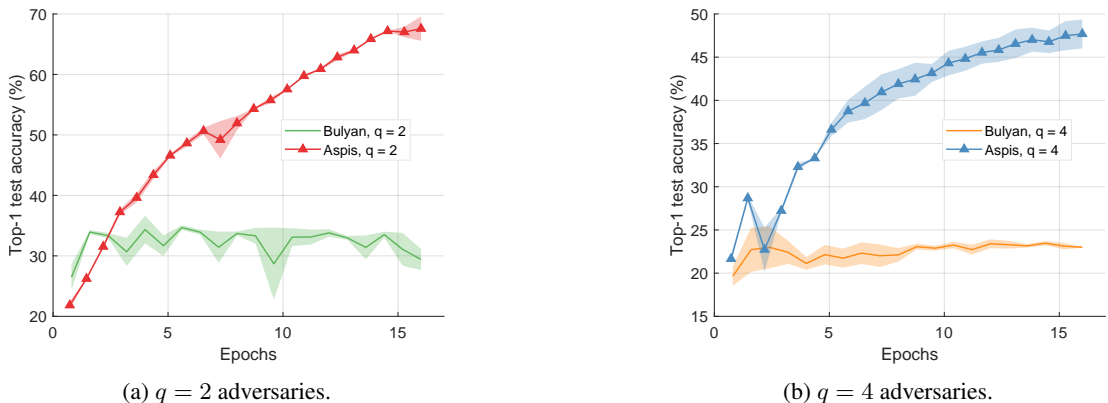 70
60
50
40
30
20
0
5
10
15
Top-1 test accuracy (%)
Epochs
Bulyan, q = 2
Aspis, q = 2
(a) q = 2 adversaries.
50
45
40
35
30
25
20
15
0
5
10
15
Top-1 test accuracy (%)
Epochs
Bulyan, q = 4
Aspis, q = 4
(b) q = 4 adversaries.